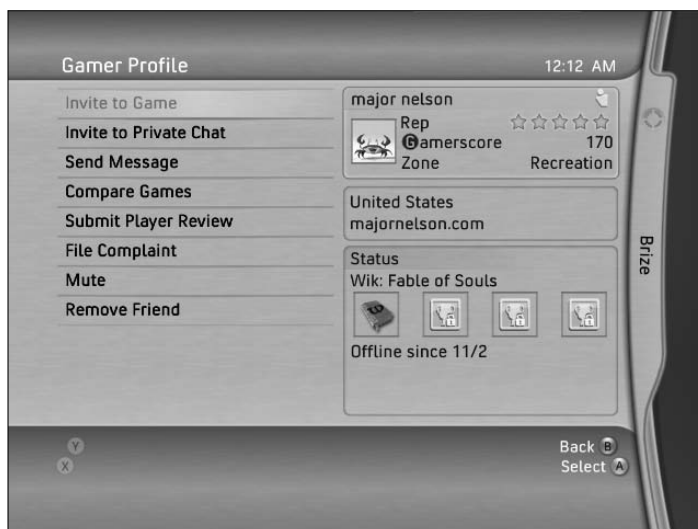 Gamer Profile
12:12 AM
Invite to Game
Invite to Private Chat
Send Message
Compare Games
Submit Player Review
File Complaint
Mute
Remove Friend
major nelson
Rep
Gamerscore 170
Zone Recreation
United States
majornelson.com
Status
Wik: Fable of Souls
Offline since 11/2
Brize
Y
X
Back B
Select A